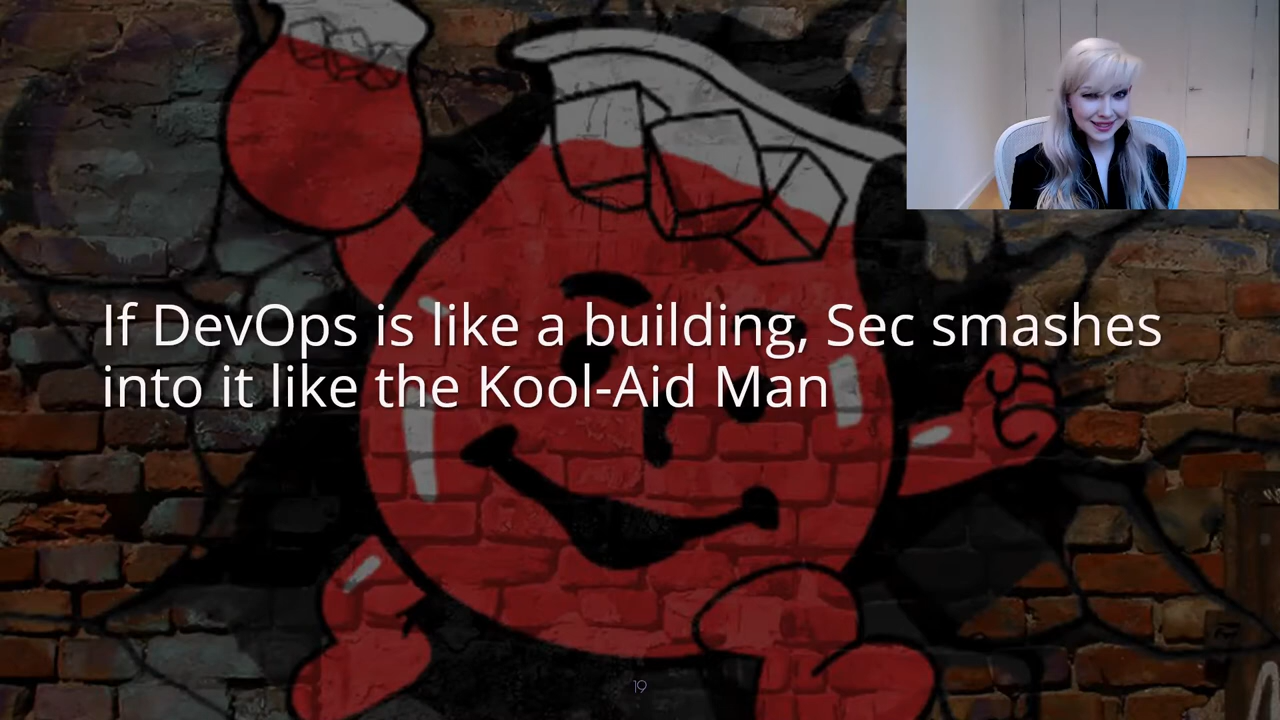 If DevOps is like a building, Sec smashes
into it like the Kool-Aid Man
19